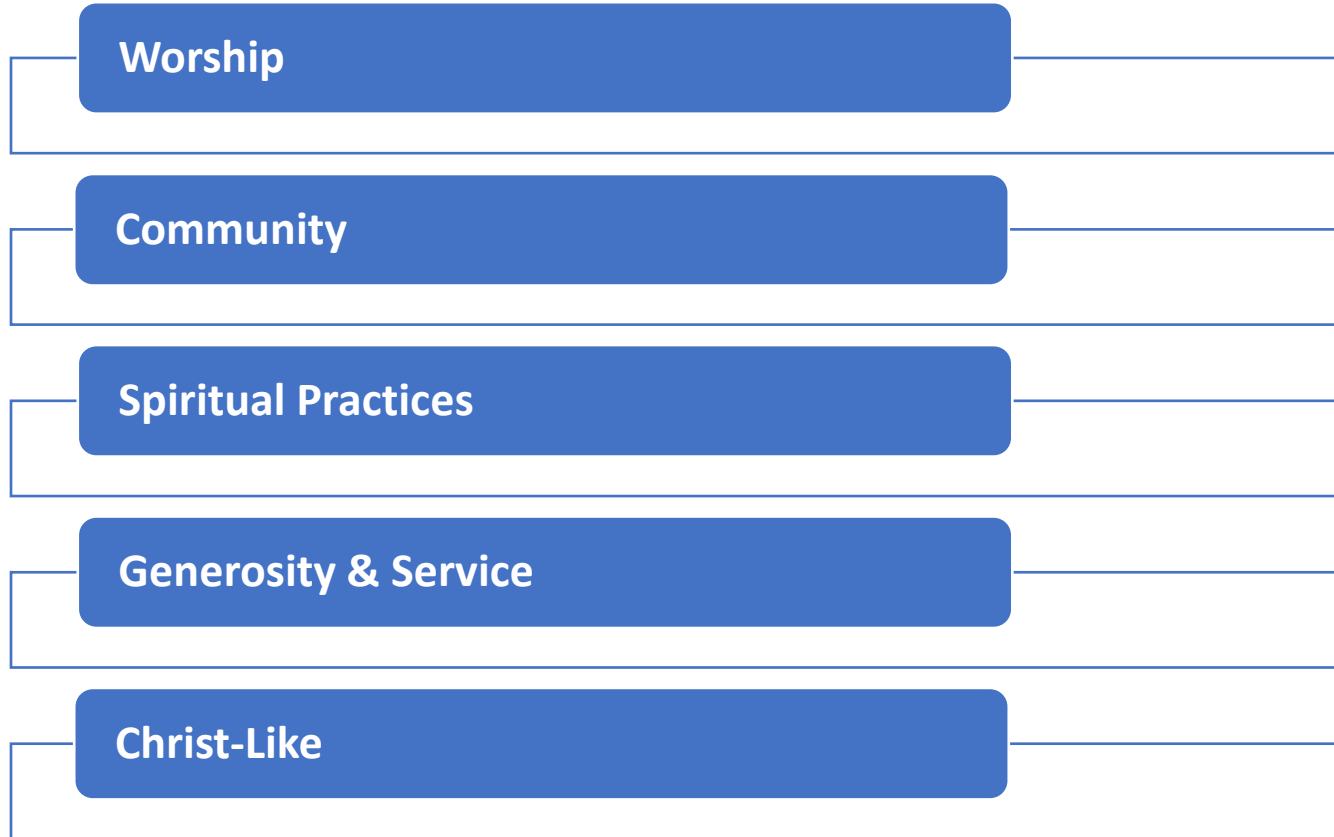 Worship
Community
Spiritual Practices
Generosity & Service
Christ-Like